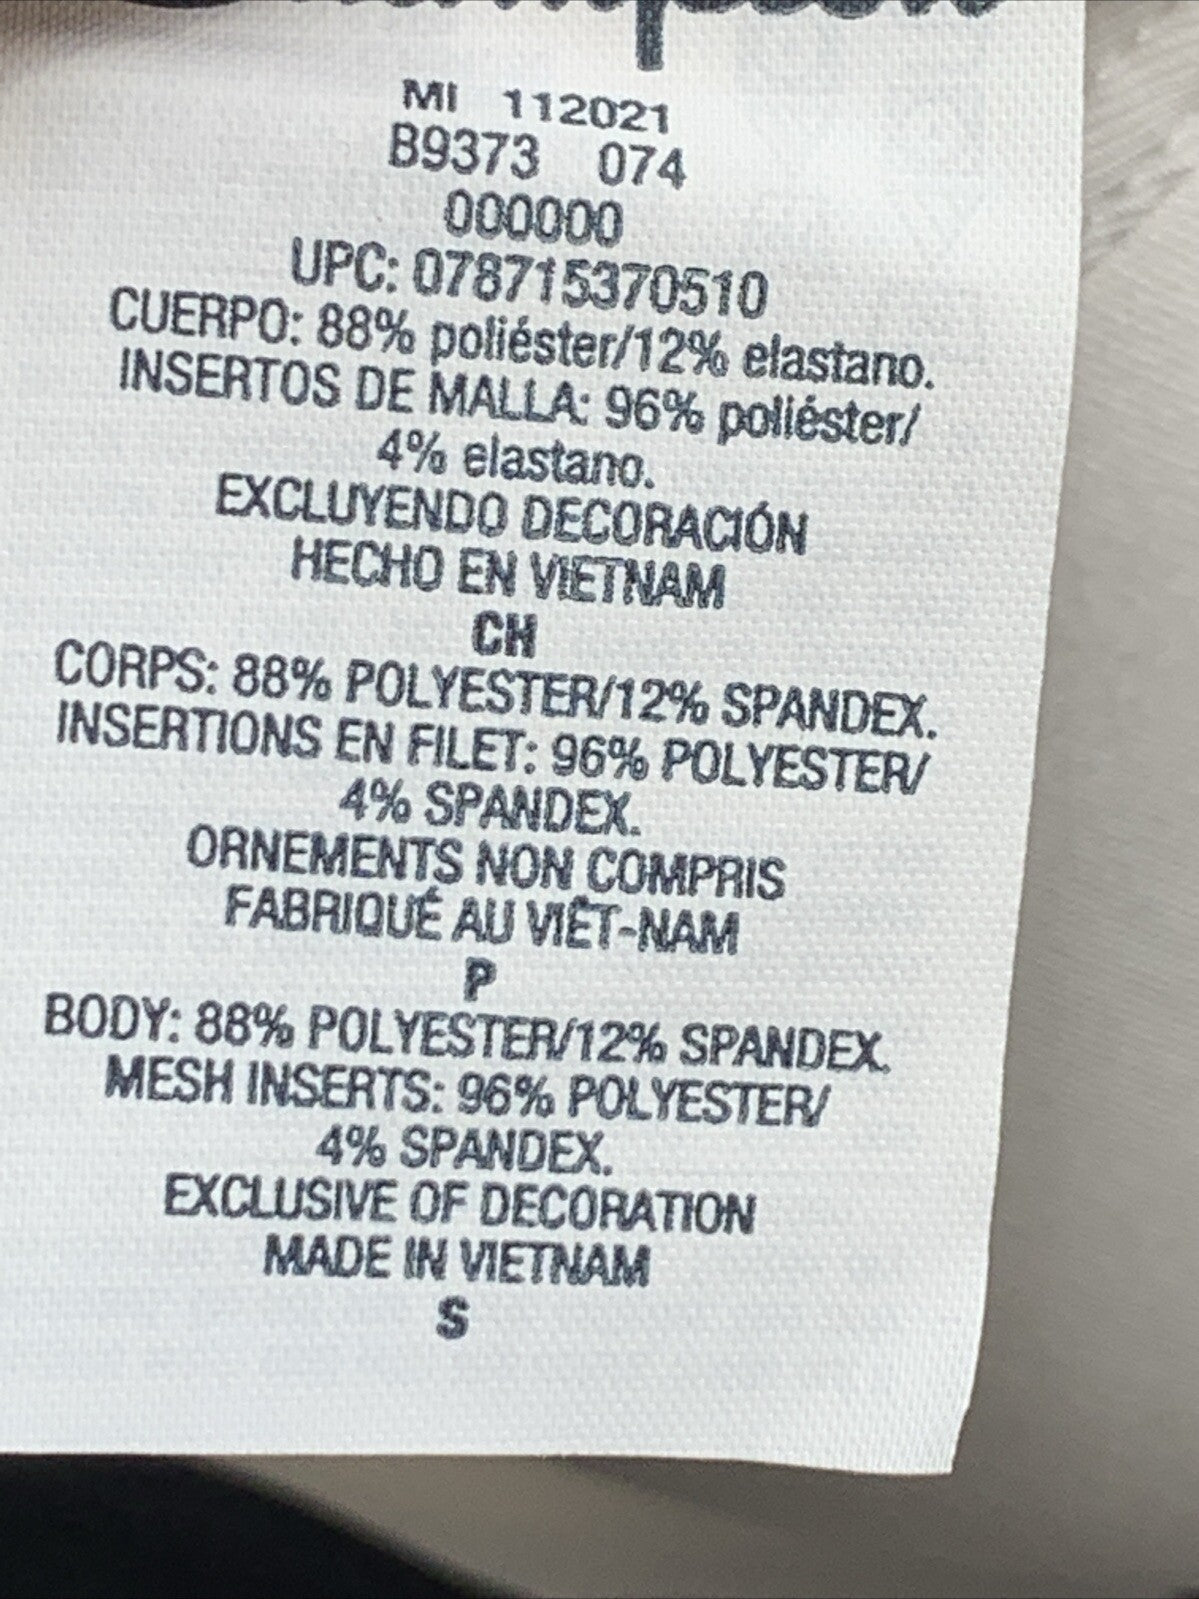 MI 112021
B9373 074
000000
UPC: 078715370510
CUERPO: 88% poliéster/12% elastano.
INSERTOS DE MALLA: 96% poliéster/
4% elastano.
EXCLUYENDO DECORACIÓN
HECHO EN VIETNAM
CH
CORPS: 88% POLYESTER/12% SPANDEX.
INSERTIONS EN FILET: 96% POLYESTER/
4% SPANDEX.
ORNEMENTS NON COMPRIS
FABRIQUÉ AU VIÊT-NAM
P
BODY: 88% POLYESTER/12% SPANDEX.
MESH INSERTS: 96% POLYESTER/
4% SPANDEX.
EXCLUSIVE OF DECORATION
MADE IN VIETNAM
S